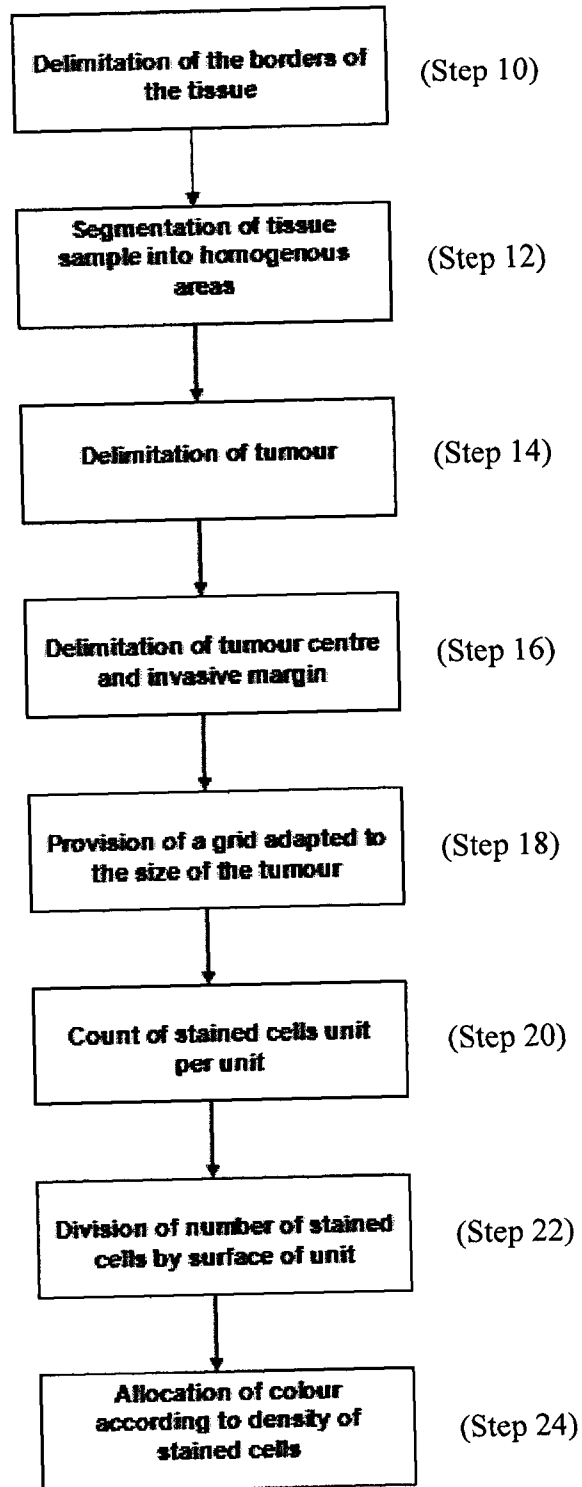 Delimitation of the borders of
the tissue
(Step 10)
Segmentation of tissue
sample into homogenous
areas
(Step 12)
Delimitation of tumour
(Step 14)
Delimitation of tumour centre
and invasive margin
(Step 16)
Provision of a grid adapted to
the size of the tumour
(Step 18)
Count of stained cells unit
per unit
(Step 20)
Division of number of stained
cells by surface of unit
(Step 22)
Allocation of colour
according to density of
stained cells
(Step 24)